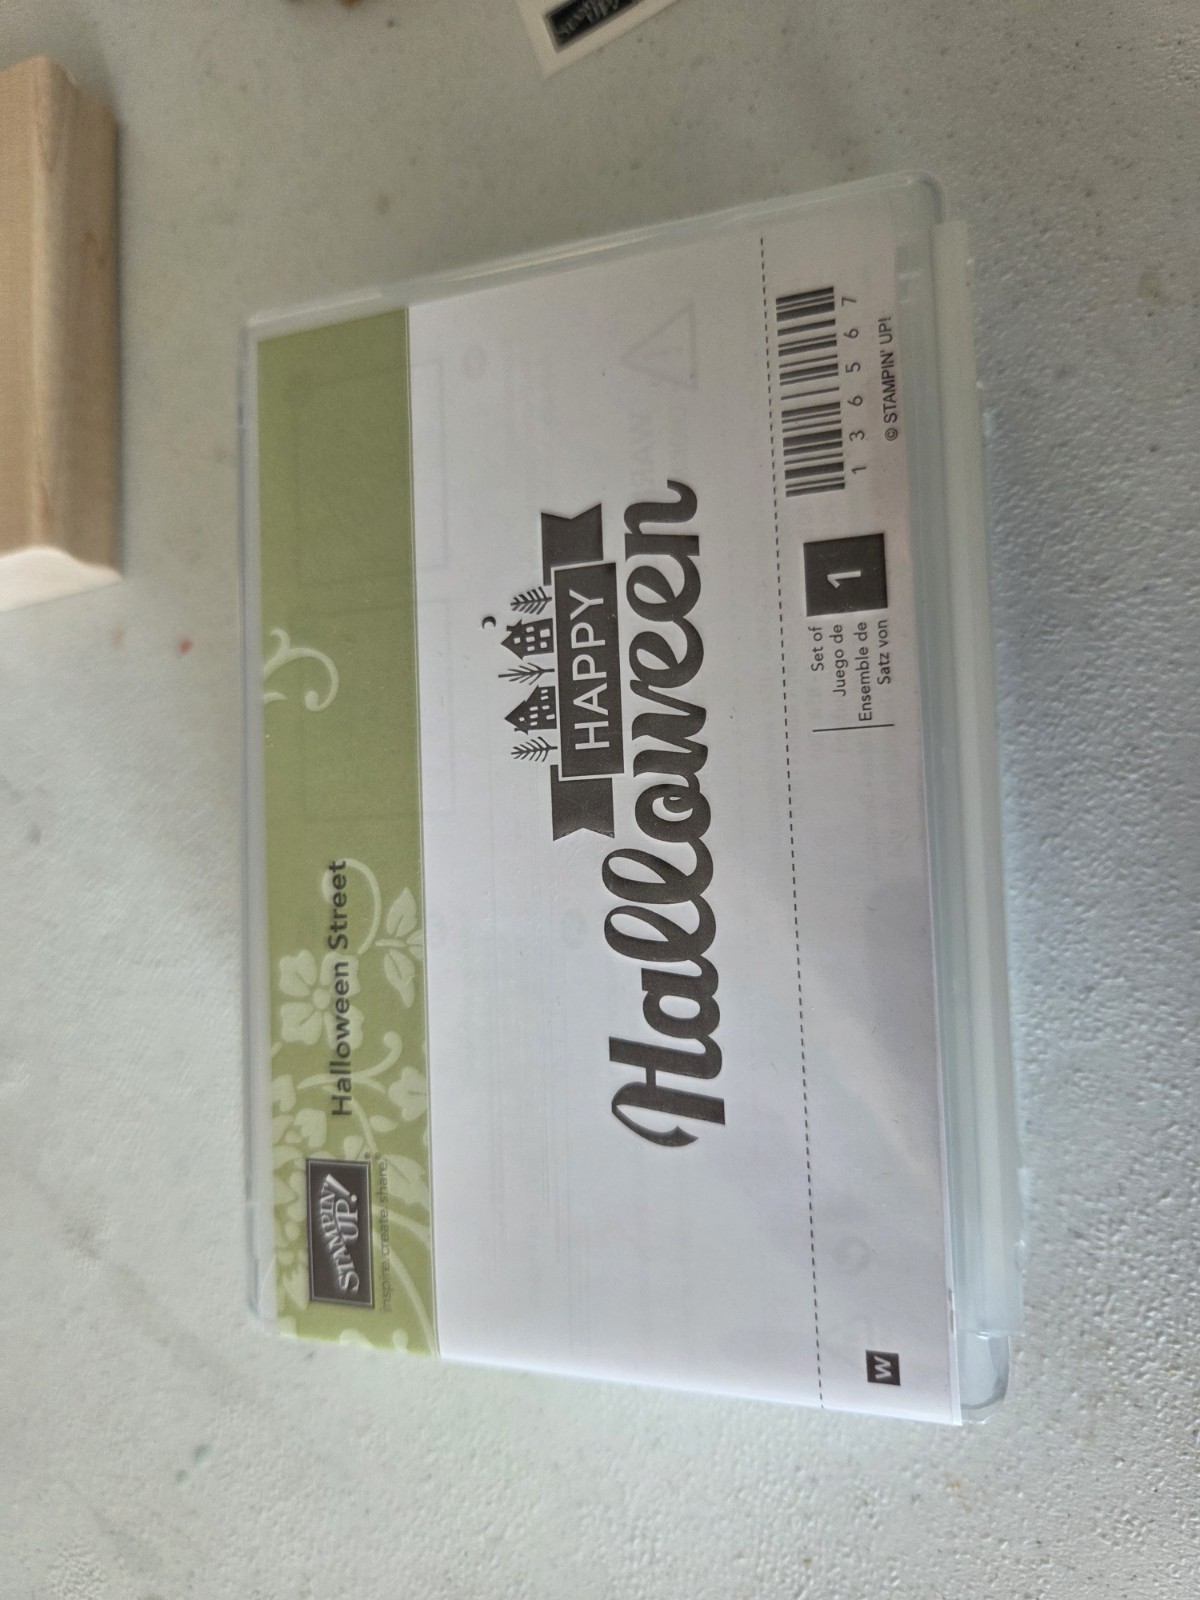 STAMPIN' UP!®
inspire.create.share.
Halloween Street
HAPPY
Halloween
W
Set of
Juego de
Ensemble de
Satz von
1
1 3 6 5 6 7
© STAMPIN' UP!